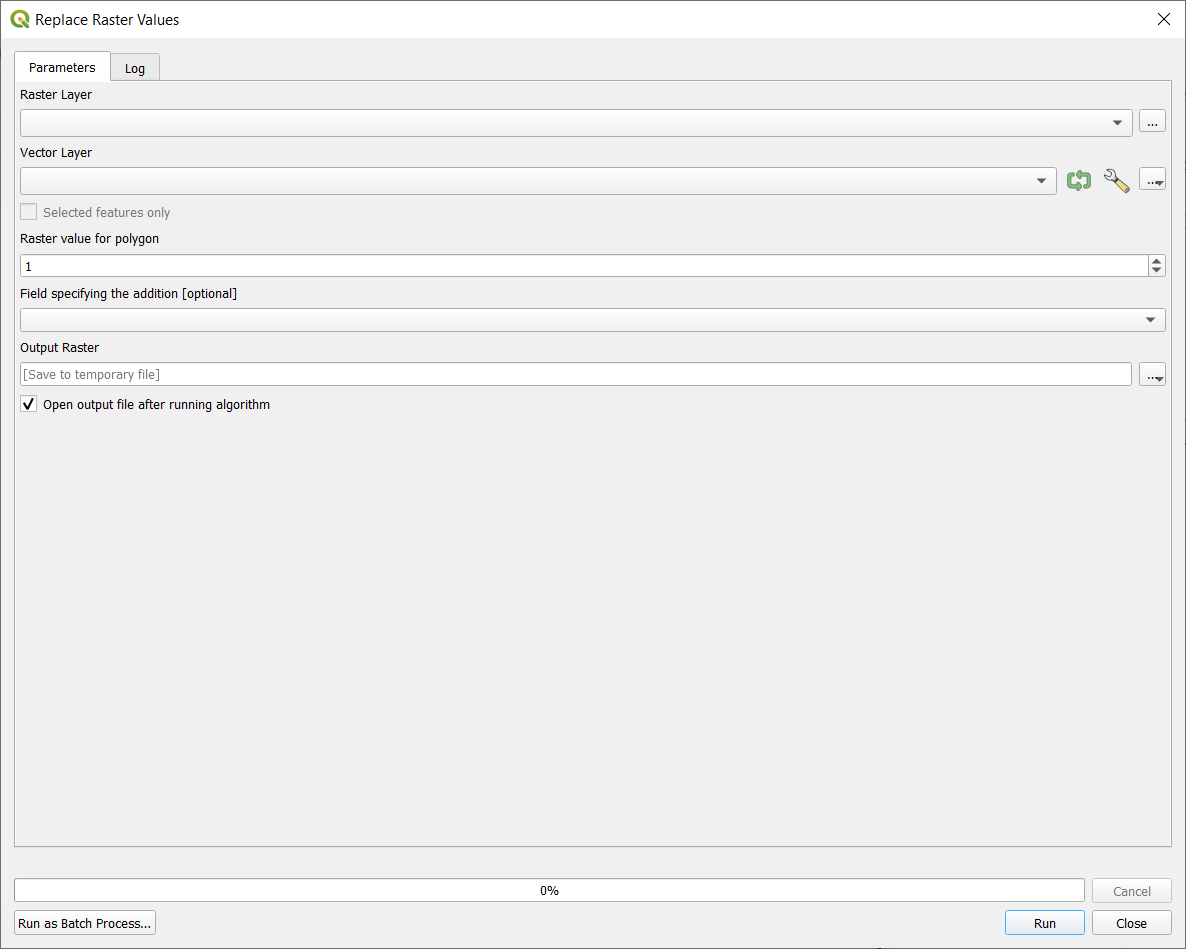 Replace Raster Values
Parameters
Log
Raster Layer
...
Vector Layer
...
Selected features only
Raster value for polygon
1
Field specifying the addition [optional]
Output Raster
[Save to temporary file]
...
Open output file after running algorithm
0%
Cancel
Run as Batch Process...
Run
Close